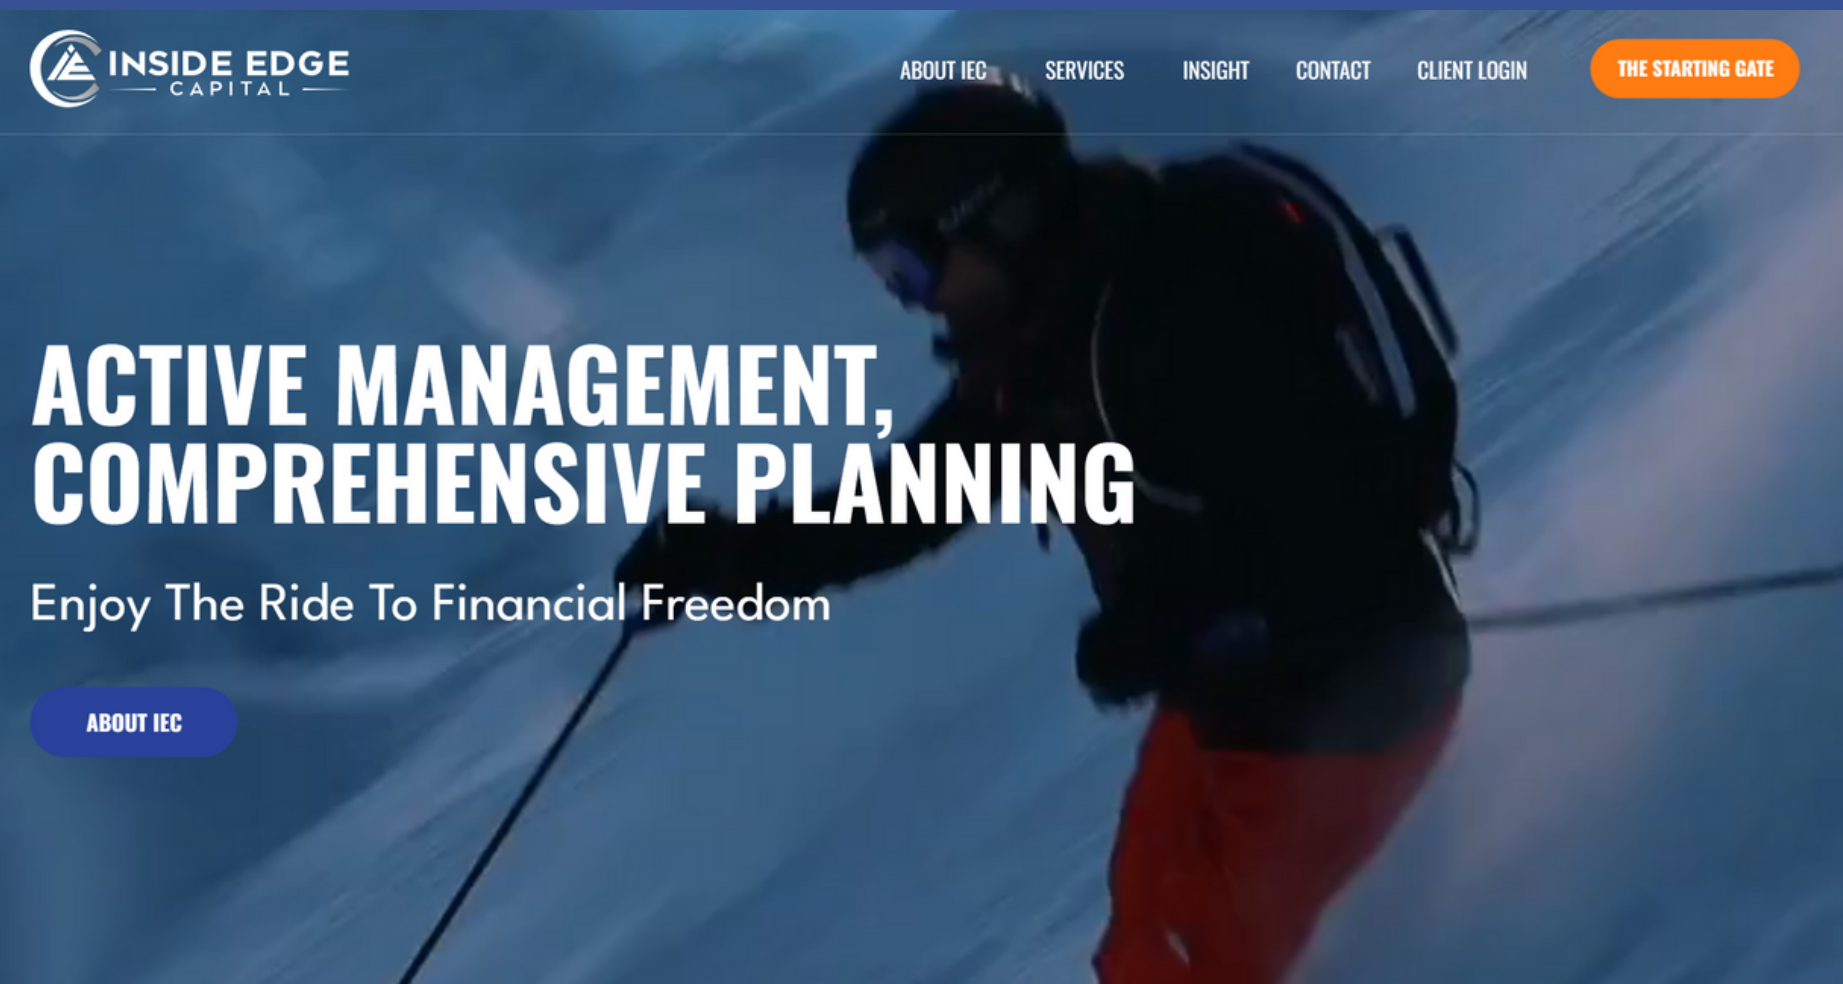 INSIDE EDGE
CAPITAL
ABOUT IEC
SERVICES
INSIGHT
CONTACT
CLIENT LOGIN
THE STARTING GATE
ACTIVE MANAGEMENT,
COMPREHENSIVE PLANNING
Enjoy The Ride To Financial Freedom
ABOUT IEC